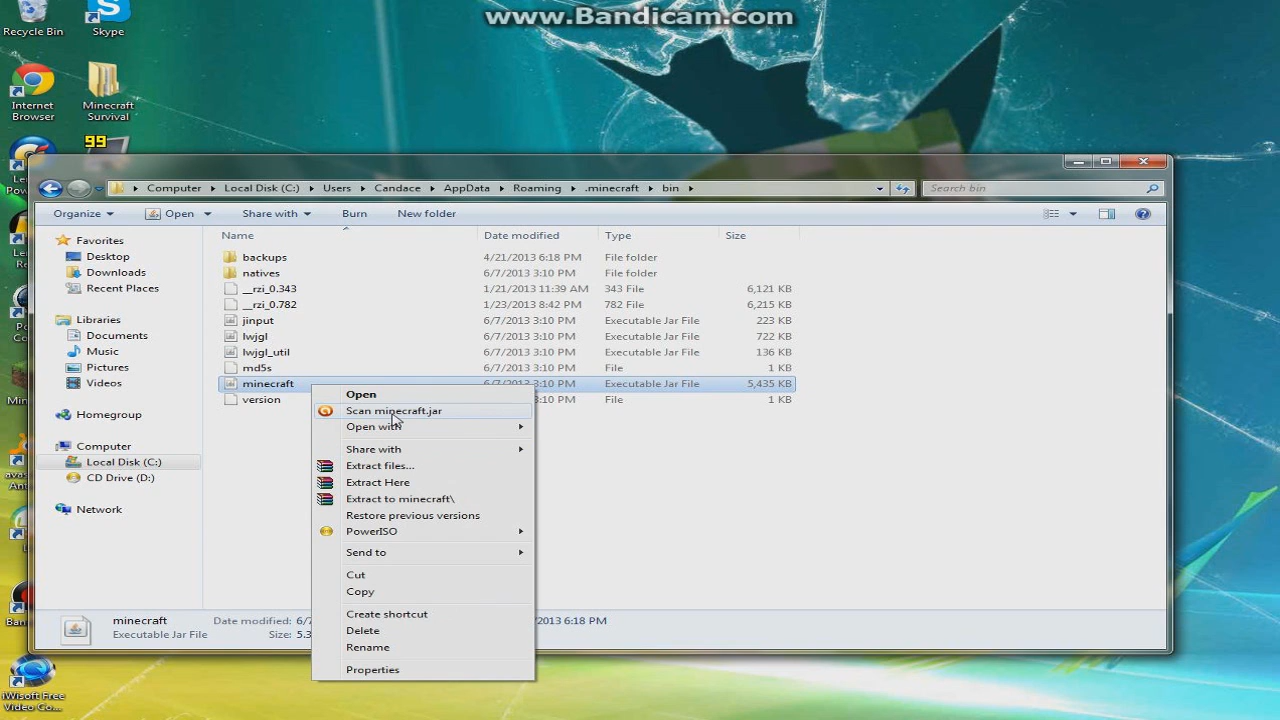 www.Bandicam.com
Recycle Bin
Skype
Internet
Browser
Minecraft
Survival
99
Computer
Local Disk (C:)
Users
Candace
AppData
Roaming
.minecraft
bin
Search bin
Organize
Open
Share with
Burn
New folder
Name
Date modified
Type
Size
Favorites
Desktop
Downloads
Recent Places
Libraries
Documents
Music
Pictures
Videos
Homegroup
Computer
Local Disk (C:)
CD Drive (D:)
Network
backups 4/21/2013 6:18 PM File folder
natives 6/7/2013 3:10 PM File folder
__rzi_0.343 1/21/2013 11:39 AM 343 File 6,121 KB
__rzi_0.782 1/23/2013 8:42 PM 782 File 6,215 KB
jinput 6/7/2013 3:10 PM Executable Jar File 223 KB
lwjgl 6/7/2013 3:10 PM Executable Jar File 722 KB
lwjgl_util 6/7/2013 3:10 PM Executable Jar File 136 KB
md5s 6/7/2013 3:10 PM File 1 KB
minecraft 6/7/2013 3:10 PM Executable Jar File 5,435 KB
version 3:10 PM File 1 KB
Open
Scan minecraft.jar
Open with
Share with
Extract files...
Extract Here
Extract to minecraft\
Restore previous versions
PowerISO
Send to
Cut
Copy
Create shortcut
Delete
Rename
Properties
minecraft Date modified: 2013 6:18 PM
Executable Jar File Size:
iWisoft Free
Video Co...